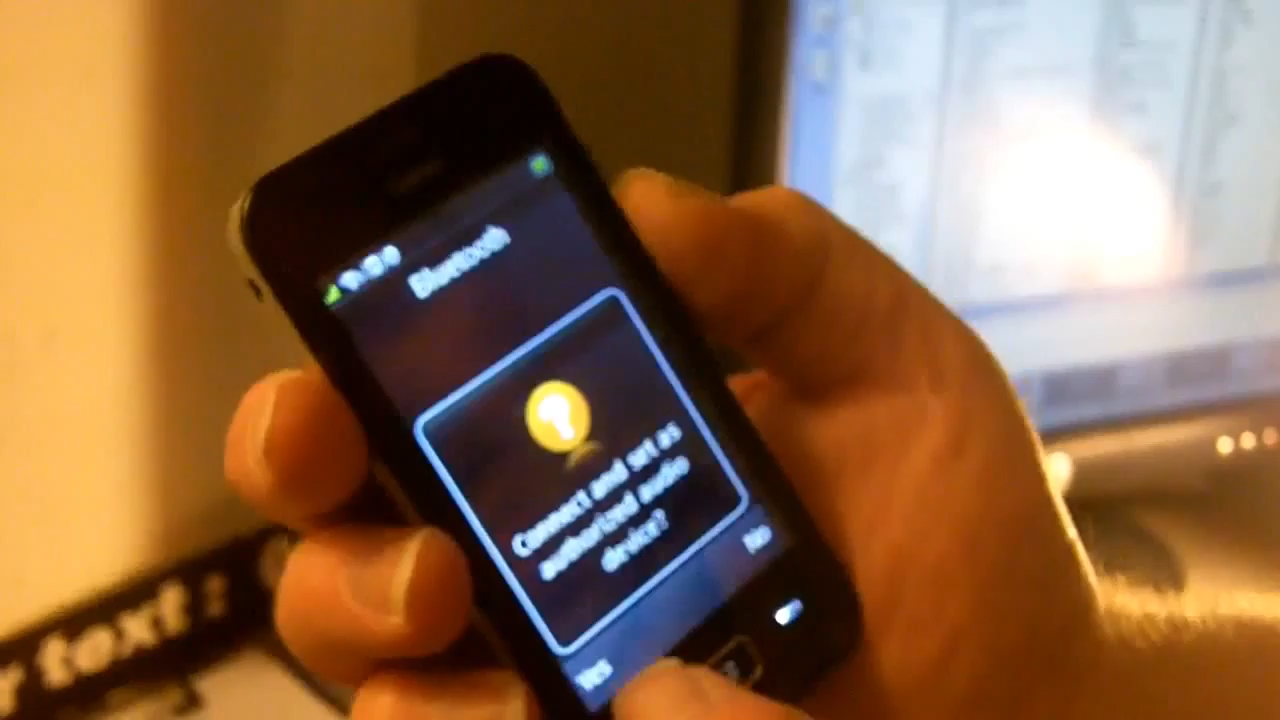 Bluetooth
Connect and set as
authorized audio
device?
Yes
No
text :